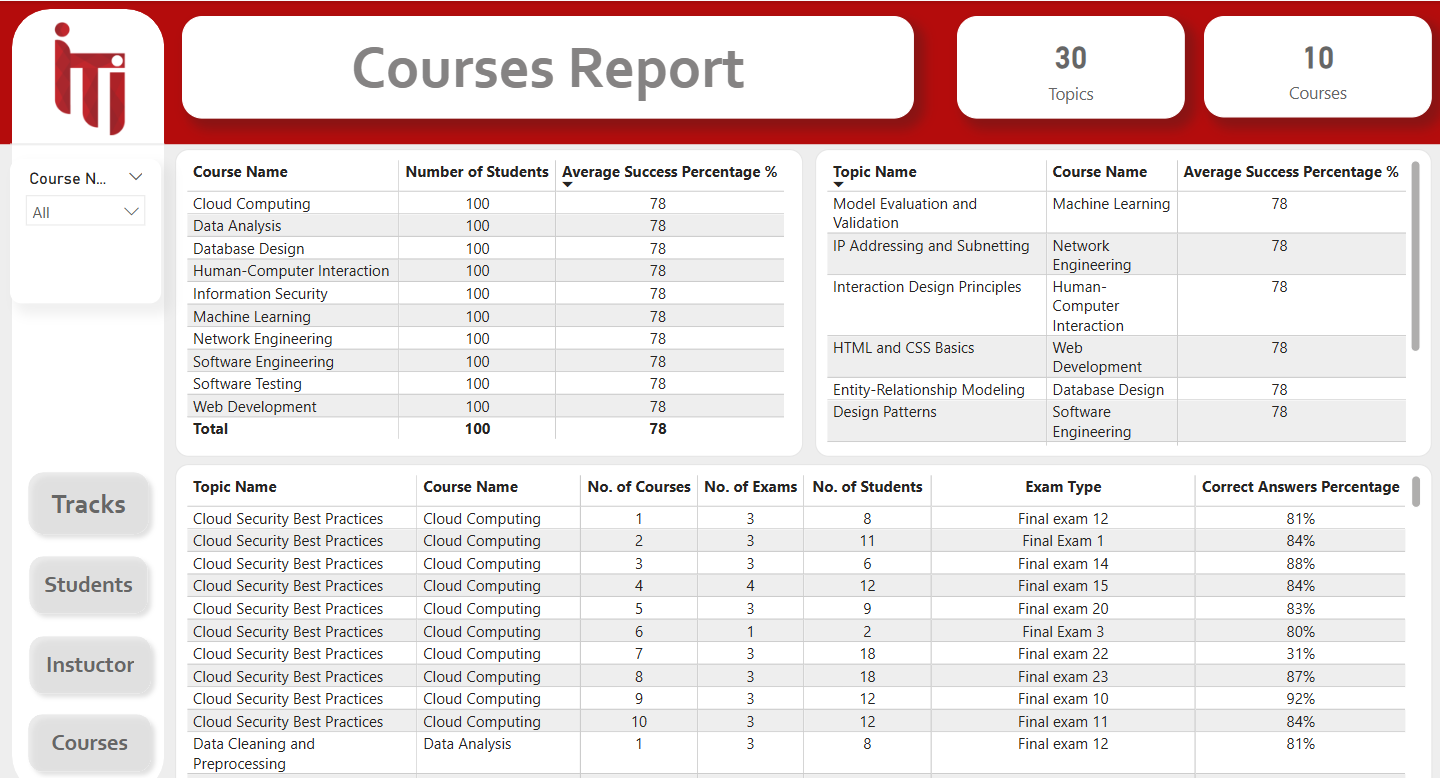 iTi
Courses Report
30
Topics
10
Courses
Course N...
All
Course Name Number of Students Average Success Percentage %
Cloud Computing 100 78
Data Analysis 100 78
Database Design 100 78
Human-Computer Interaction 100 78
Information Security 100 78
Machine Learning 100 78
Network Engineering 100 78
Software Engineering 100 78
Software Testing 100 78
Web Development 100 78
Total 100 78
Topic Name Course Name Average Success Percentage %
Model Evaluation and Machine Learning 78
Validation
IP Addressing and Subnetting Network 78
Engineering
Interaction Design Principles Human- 78
Computer
Interaction
HTML and CSS Basics Web 78
Development
Entity-Relationship Modeling Database Design 78
Design Patterns Software 78
Engineering
Tracks
Students
Instuctor
Courses
Topic Name Course Name No. of Courses No. of Exams No. of Students Exam Type Correct Answers Percentage
Cloud Security Best Practices Cloud Computing 1 3 8 Final exam 12 81%
Cloud Security Best Practices Cloud Computing 2 3 11 Final Exam 1 84%
Cloud Security Best Practices Cloud Computing 3 3 6 Final exam 14 88%
Cloud Security Best Practices Cloud Computing 4 4 12 Final exam 15 84%
Cloud Security Best Practices Cloud Computing 5 3 9 Final exam 20 83%
Cloud Security Best Practices Cloud Computing 6 1 2 Final Exam 3 80%
Cloud Security Best Practices Cloud Computing 7 3 18 Final exam 22 31%
Cloud Security Best Practices Cloud Computing 8 3 18 Final exam 23 87%
Cloud Security Best Practices Cloud Computing 9 3 12 Final exam 10 92%
Cloud Security Best Practices Cloud Computing 10 3 12 Final exam 11 84%
Data Cleaning and Data Analysis 1 3 8 Final exam 12 81%
Preprocessing